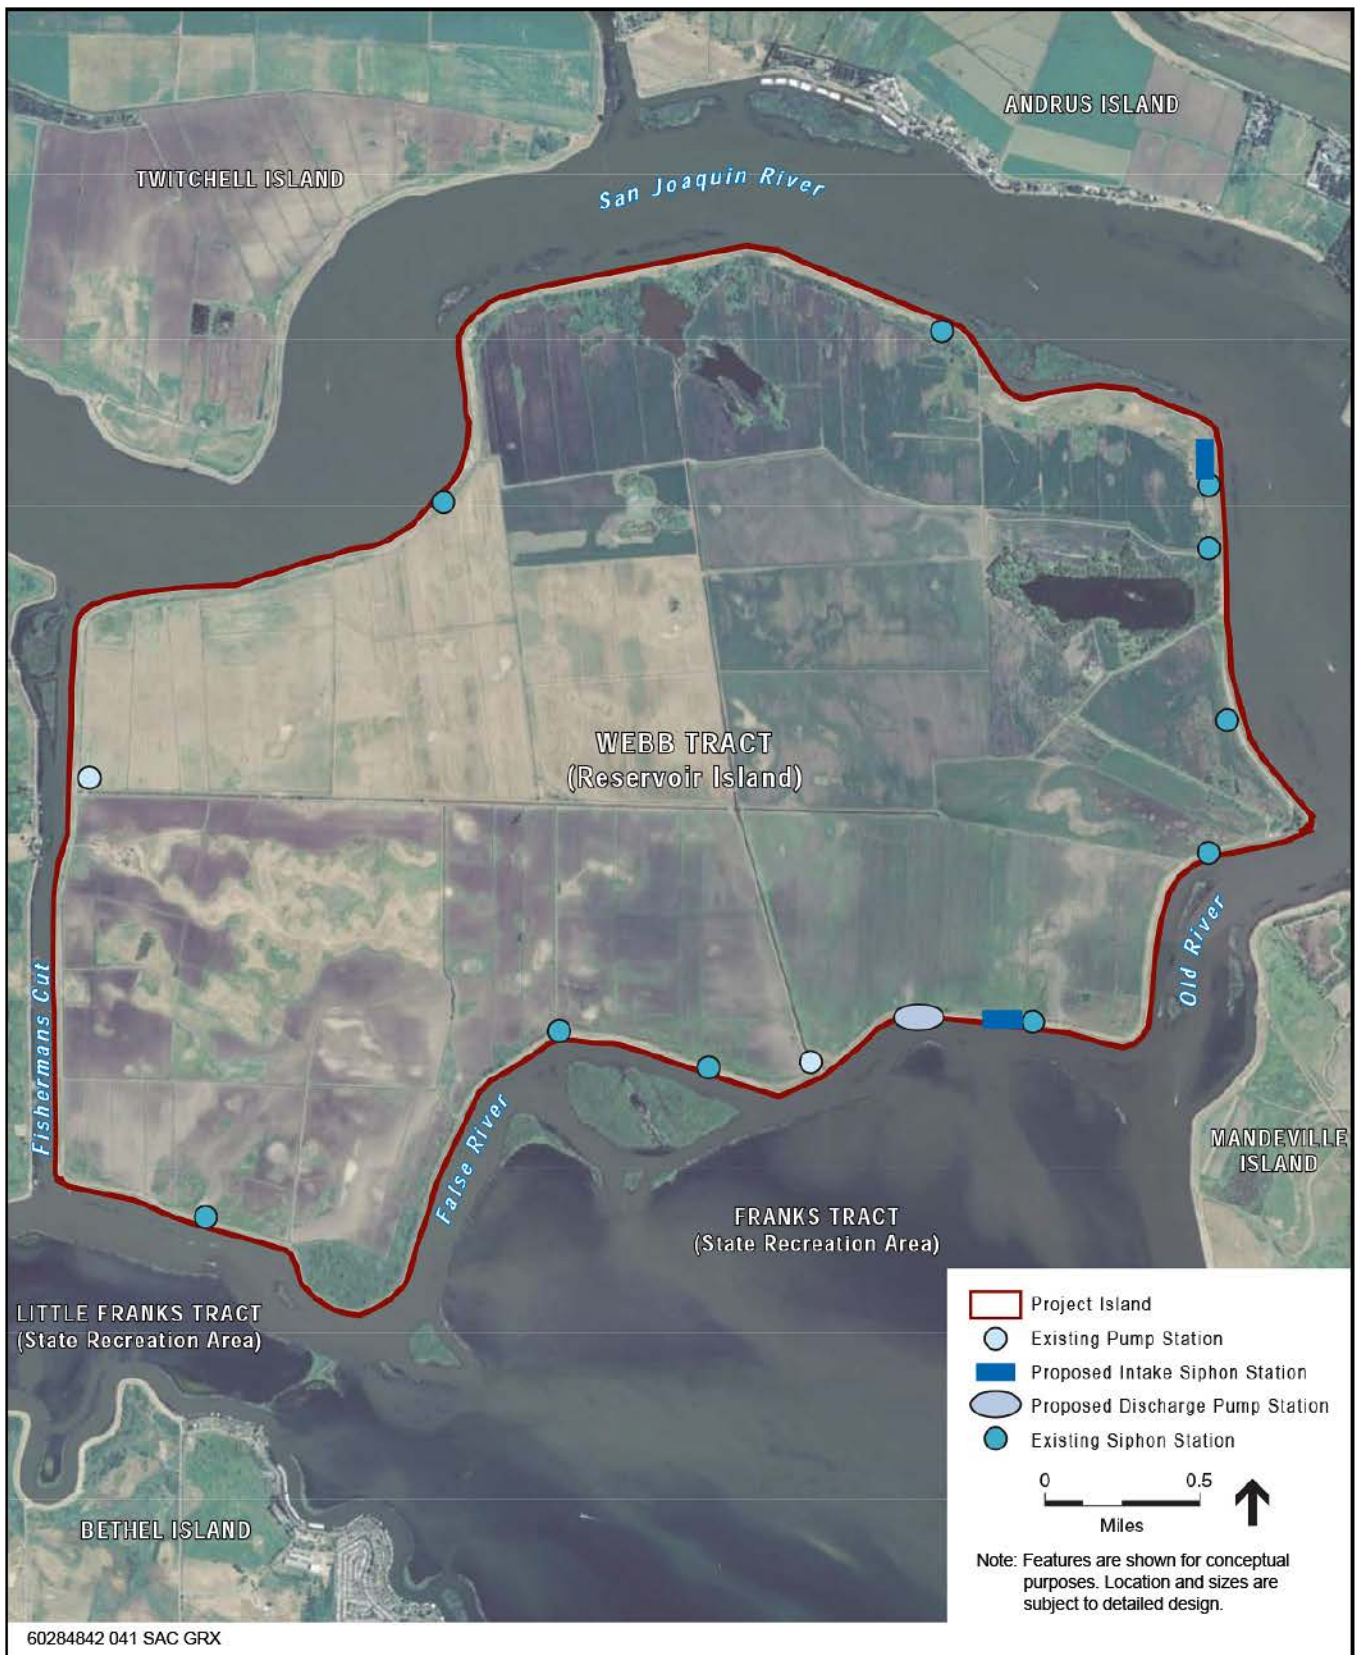 ANDRUS ISLAND
TWITCHELL ISLAND
San Joaquin River
WEBB TRACT
(Reservoir Island)
Old River
Fishermans Cut
False River
MANDEVILLE
ISLAND
FRANKS TRACT
(State Recreation Area)
LITTLE FRANKS TRACT
(State Recreation Area)
BETHEL ISLAND
Project Island
Existing Pump Station
Proposed Intake Siphon Station
Proposed Discharge Pump Station
Existing Siphon Station
0 0.5
Miles
Note: Features are shown for conceptual
purposes. Location and sizes are
subject to detailed design.
60284842 041 SAC GRX